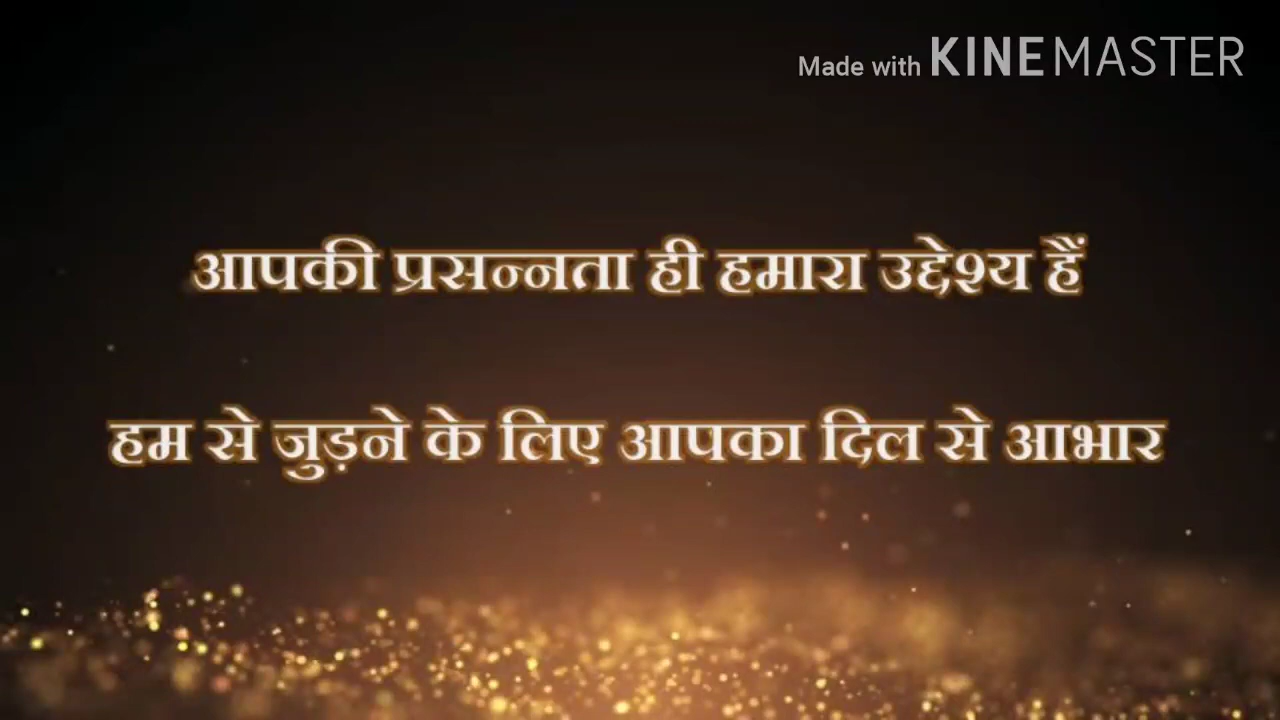 Made with KINEMASTER
आपकी प्रसन्नता ही हमारा उद्देश्य हैं
हम से जुड़ने के लिए आपका दिल से आभार